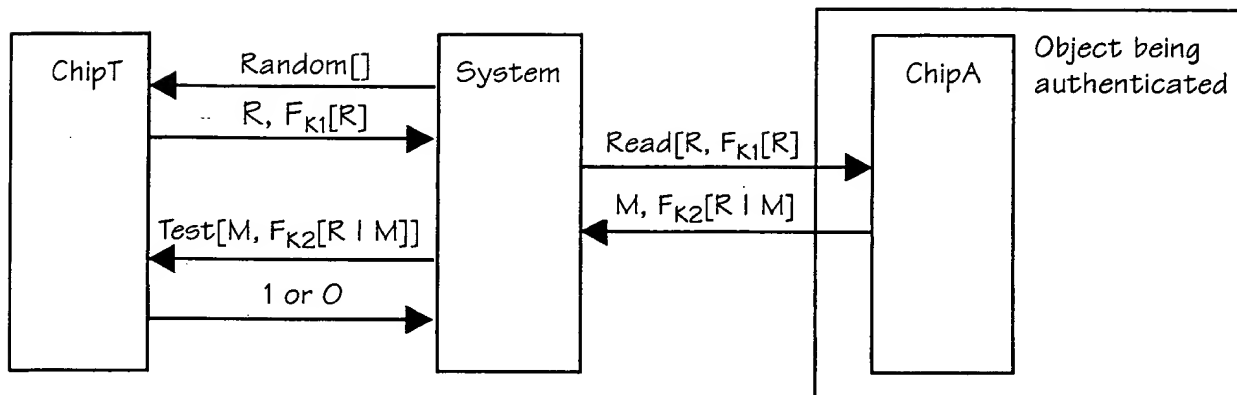 ChipT
System
ChipA
Object being
authenticated
Random[]
R, F_K1[R]
Read[R, F_K1[R]
M, F_K2[R | M]
Test[M, F_K2[R | M]]
1 or 0